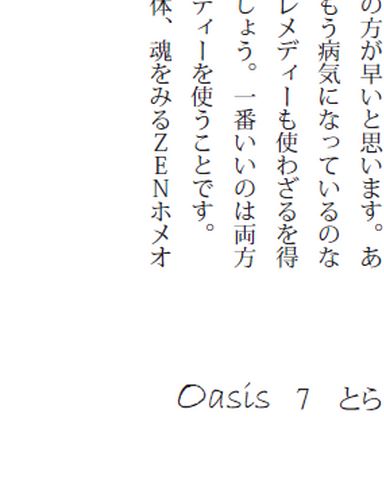 の方が早いと思います。あ
もう病気になっているのな
レメディーも使わざるを得
しょう。一番いいのは両方
ティーを使うことです。
体、魂をみるZENホメオ
Oasis 7 とら